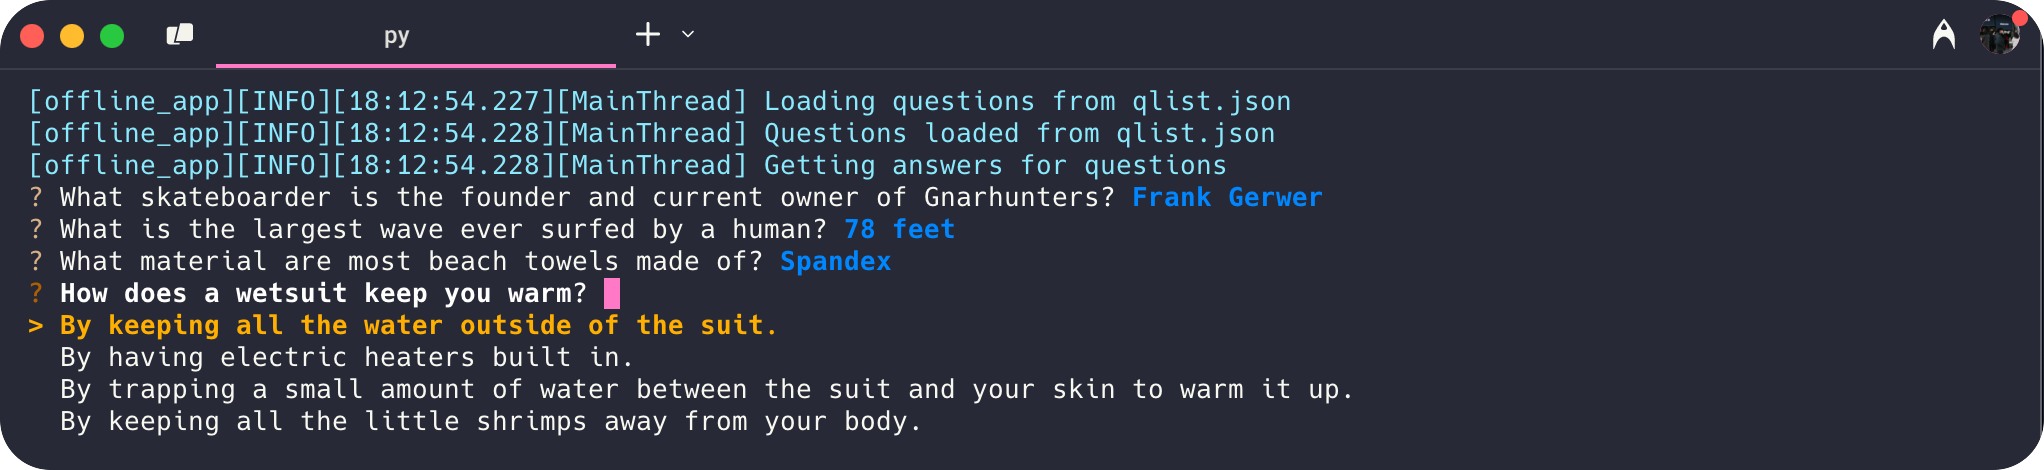 py
[offline_app][INFO][18:12:54.227][MainThread] Loading questions from qlist.json
[offline_app][INFO][18:12:54.228][MainThread] Questions loaded from qlist.json
[offline_app][INFO][18:12:54.228][MainThread] Getting answers for questions
? What skateboarder is the founder and current owner of Gnarhunters? Frank Gerwer
? What is the largest wave ever surfed by a human? 78 feet
? What material are most beach towels made of? Spandex
? How does a wetsuit keep you warm?
> By keeping all the water outside of the suit.
By having electric heaters built in.
By trapping a small amount of water between the suit and your skin to warm it up.
By keeping all the little shrimps away from your body.